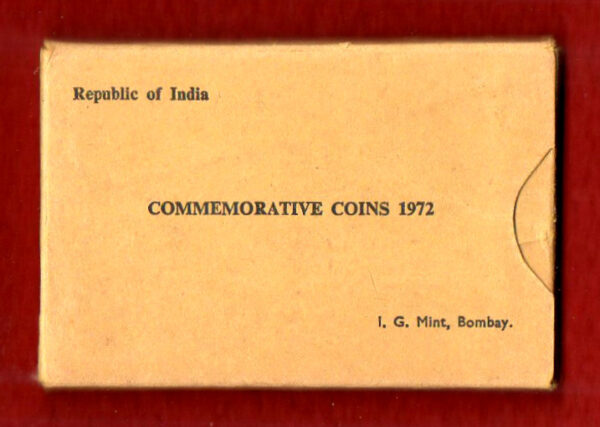 Republic of India
COMMEMORATIVE COINS 1972
I. G. Mint, Bombay.